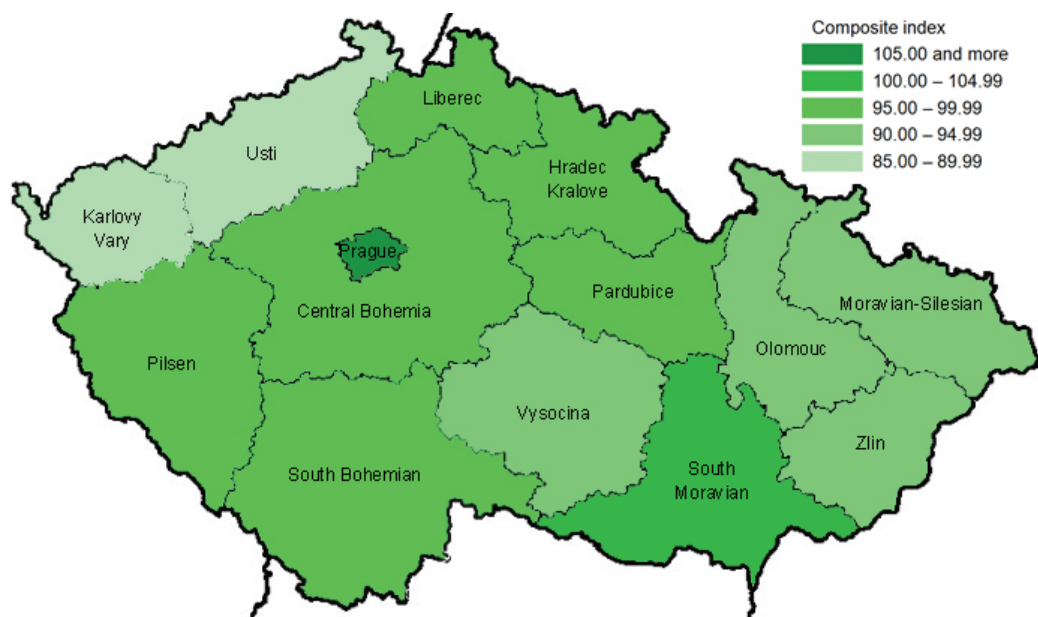 Composite index
105.00 and more
100.00 – 104.99
95.00 – 99.99
90.00 – 94.99
85.00 – 89.99
Liberec
Usti
Hradec
Kralove
Karlovy
Vary
Prague
Pardubice
Central Bohemia
Moravian-Silesian
Olomouc
Pilsen
Vysocina
Zlin
South Bohemian
South
Moravian